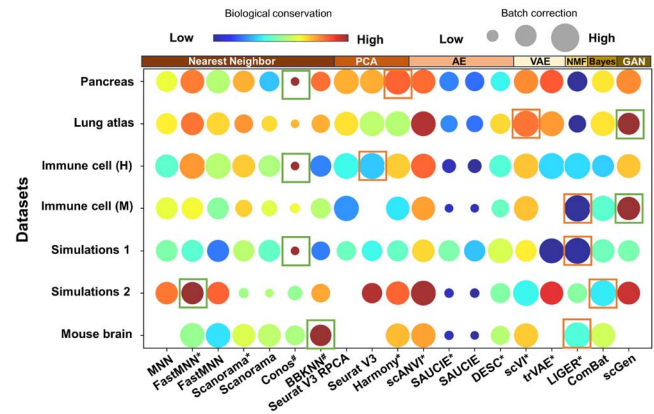 Biological conservation Batch correction
Low High Low High
Nearest Neighbor PCA AE VAE NMF Bayes GAN
Pancreas
Lung atlas
Immune cell (H)
Immune cell (M)
Simulations 1
Simulations 2
Mouse brain
Datasets
MNN
FastMNN*
FastMNN
Scanorama*
Scanorama
Conos#
BBKNN#
Seurat V3 RPCA
Seurat V3
Harmony*
scANVI*
SAUCIE*
SAUCIE
DESC*
scVI*
trVAE*
LIGER*
ComBat
scGen